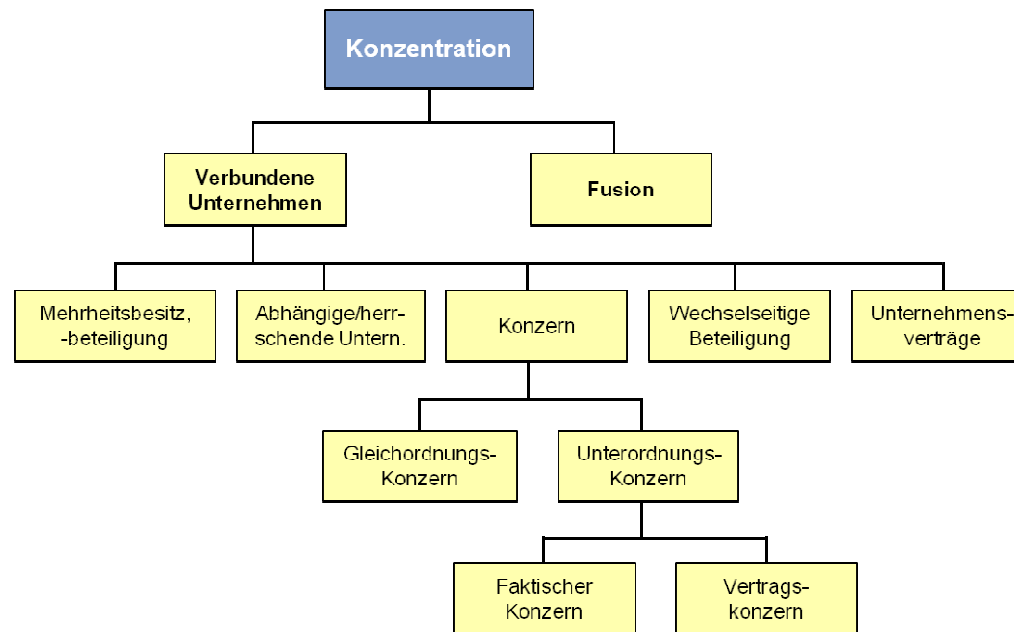 Konzentration
Verbundene
Unternehmen
Fusion
Mehrheitsbesitz,
-beteiligung
Abhängige/herr-
schende Untern.
Konzern
Wechselseitige
Beteiligung
Unternehmens-
verträge
Gleichordnungs-
Konzern
Unterordnungs-
Konzern
Faktischer
Konzern
Vertrags-
konzern